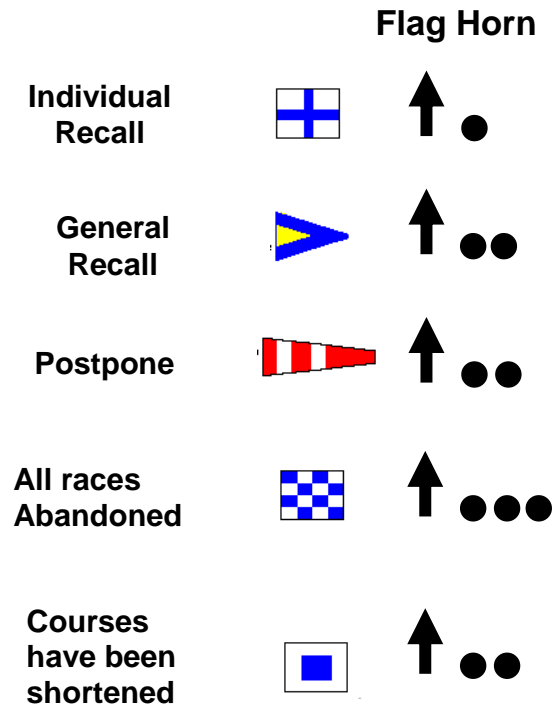 Flag Horn
Individual
Recall
General
Recall
Postpone
All races
Abandoned
Courses
have been
shortened